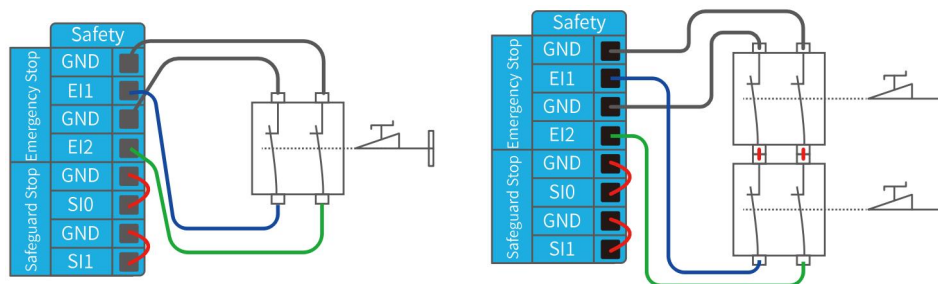 Safety
Emergency Stop
GND
EI1
GND
EI2
Safeguard Stop
GND
SI0
GND
SI1
Safety
Emergency Stop
GND
EI1
GND
EI2
Safeguard Stop
GND
SI0
GND
SI1